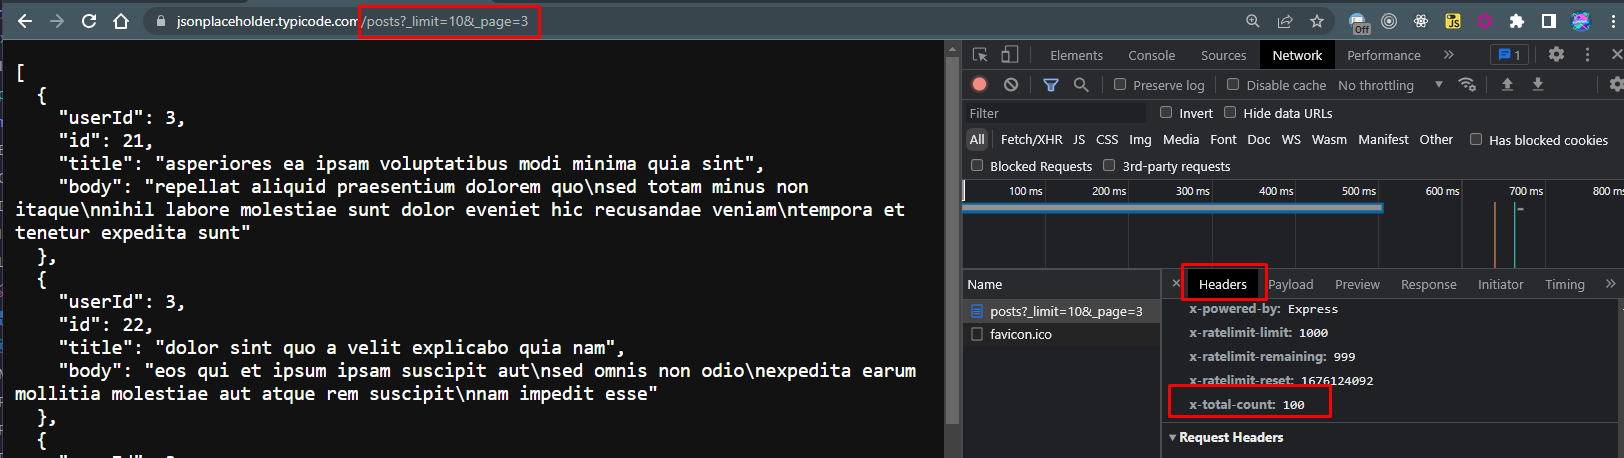 jsonplaceholder.typicode.com/posts?_limit=10&_page=3
Off
JS
[
{
"userId": 3,
"id": 21,
"title": "asperiores ea ipsam voluptatibus modi minima quia sint",
"body": "repellat aliquid praesentium dolorem quo\nsed totam minus non
itaque\nnihil labore molestiae sunt dolor eveniet hic recusandae veniam\ntempora et
tenetur expedita sunt"
},
{
"userId": 3,
"id": 22,
"title": "dolor sint quo a velit explicabo quia nam",
"body": "eos qui et ipsum ipsam suscipit aut\nsed omnis non odio\nexpedita earum
mollitia molestiae aut atque rem suscipit\nnam impedit esse"
},
{
Elements Console Sources Network Performance » 1
Preserve log Disable cache No throttling
Filter Invert Hide data URLs
All Fetch/XHR JS CSS Img Media Font Doc WS Wasm Manifest Other Has blocked cookies
Blocked Requests 3rd-party requests
100 ms 200 ms 300 ms 400 ms 500 ms 600 ms 700 ms 800 ms
Name
posts?_limit=10&_page=3
favicon.ico
× Headers Payload Preview Response Initiator Timing »
x-powered-by: Express
x-ratelimit-limit: 1000
x-ratelimit-remaining: 999
x-ratelimit-reset: 1676124092
x-total-count: 100
Request Headers